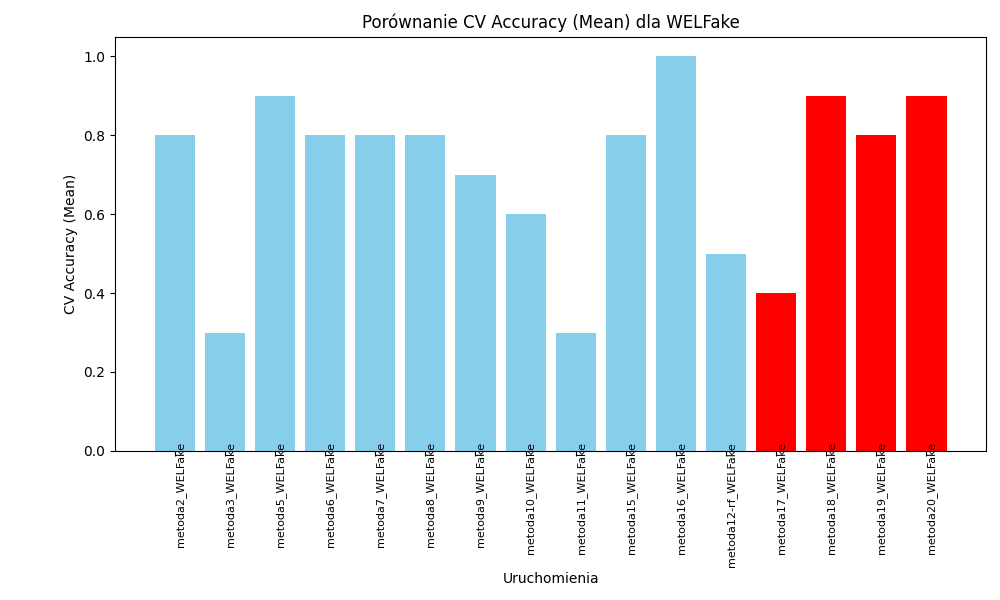 Porównanie CV Accuracy (Mean) dla WELFake
CV Accuracy (Mean)
1.0
0.8
0.6
0.4
0.2
0.0
metoda2_WELFake
metoda3_WELFake
metoda5_WELFake
metoda6_WELFake
metoda7_WELFake
metoda8_WELFake
metoda9_WELFake
metoda10_WELFake
metoda11_WELFake
metoda15_WELFake
metoda16_WELFake
metoda12-rf_WELFake
metoda17_WELFake
metoda18_WELFake
metoda19_WELFake
metoda20_WELFake
Uruchomienia